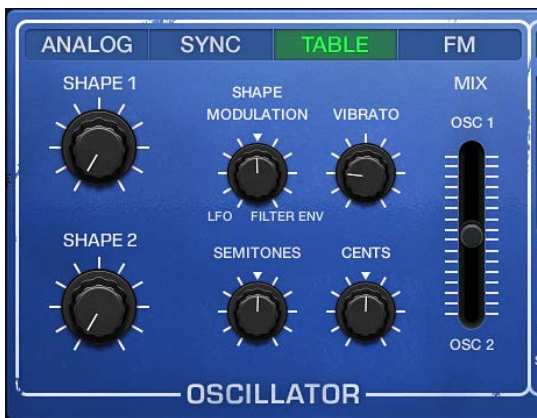 ANALOG SYNC TABLE FM
SHAPE 1
SHAPE
MODULATION
VIBRATO
MIX
OSC 1
LFO FILTER ENV
SHAPE 2
SEMITONES
CENTS
OSC 2
OSCILLATOR